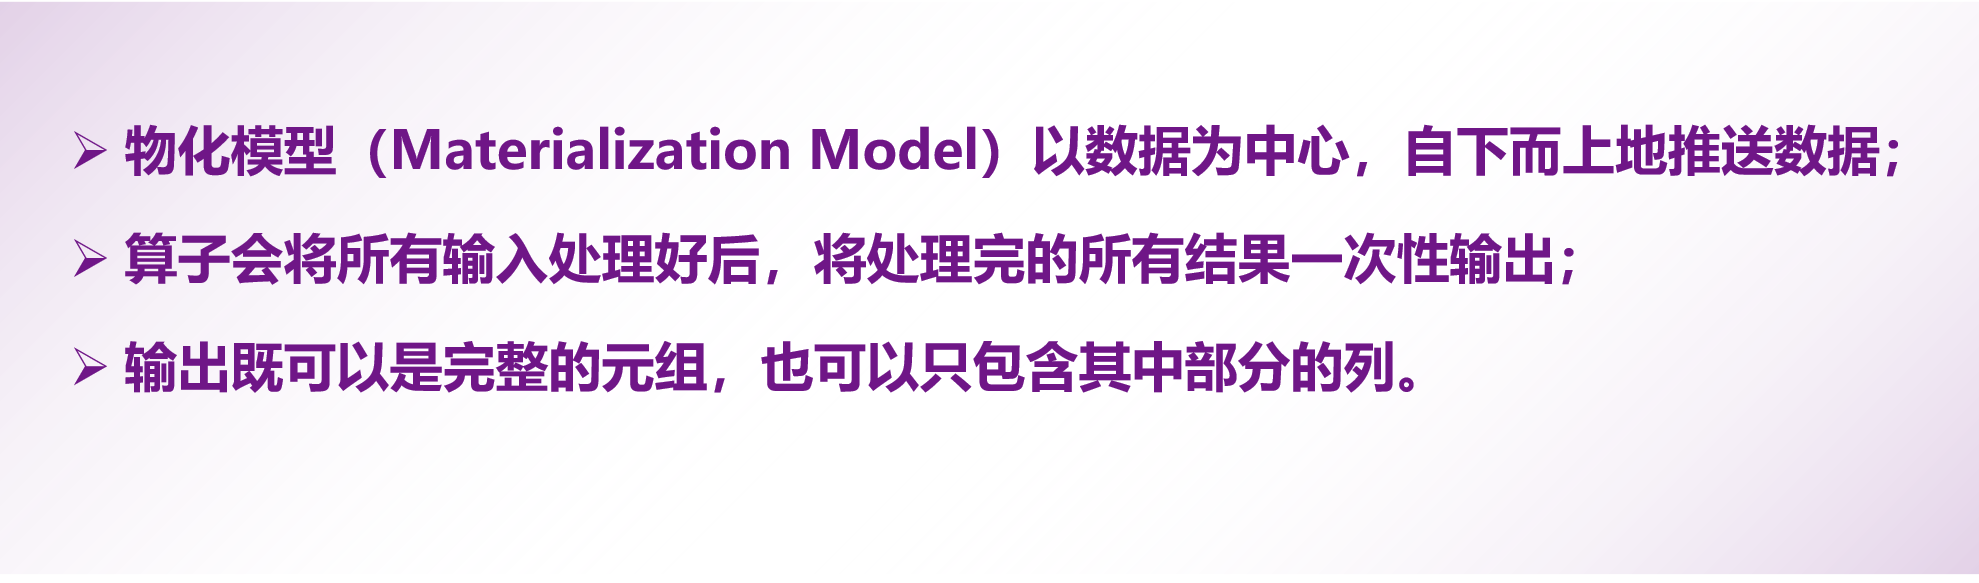 ➢ 物化模型（Materialization Model）以数据为中心，自下而上地推送数据；
➢ 算子会将所有输入处理好后，将处理完的所有结果一次性输出；
➢ 输出既可以是完整的元组，也可以只包含其中部分的列。